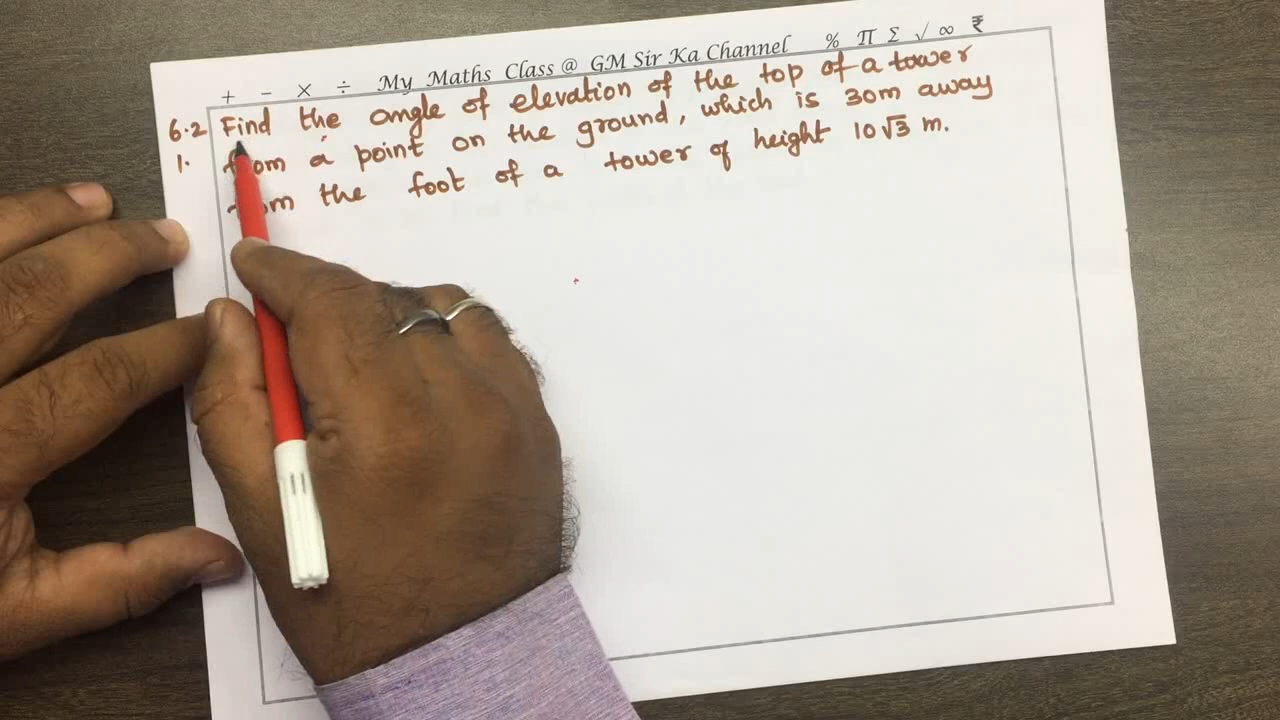 My Maths Class @ GM Sir Ka Channel % Π Σ √ ∞ ₹
+ - × ÷
6.2 Find the angle of elevation of the top of a tower
1. from a point on the ground, which is 30m away
from the foot of a tower of height 10√3 m.